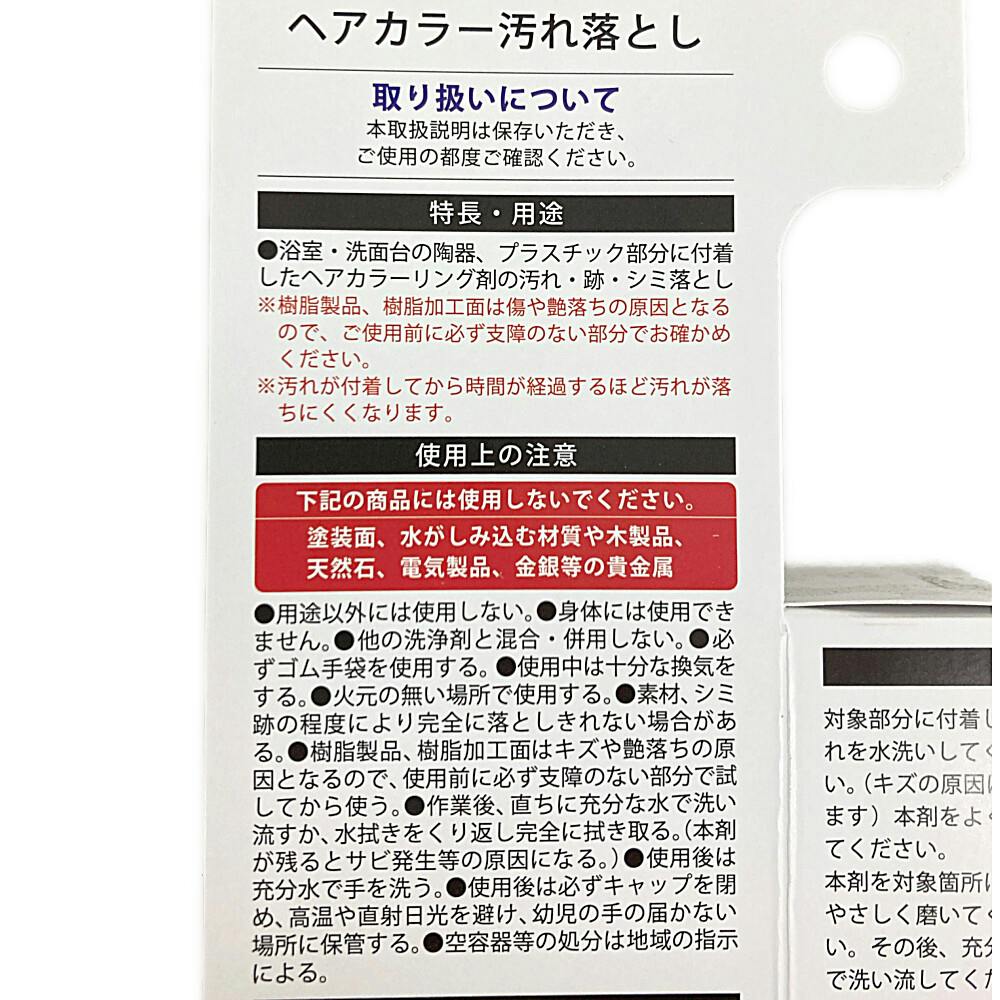 ヘアカラー汚れ落とし
取り扱いについて
本取扱説明は保存いただき、
ご使用の都度ご確認ください。
特長・用途
●浴室・洗面台の陶器、プラスチック部分に付着
したヘアカラーリング剤の汚れ・跡・シミ落とし
※樹脂製品、樹脂加工面は傷や艶落ちの原因となる
ので、ご使用前に必ず支障のない部分でお確かめ
ください。
※汚れが付着してから時間が経過するほど汚れが落
ちにくくなります。
使用上の注意
下記の商品には使用しないでください。
塗装面、水がしみ込む材質や木製品、
天然石、電気製品、金銀等の貴金属
●用途以外には使用しない。●身体には使用でき
ません。●他の洗浄剤と混合・併用しない。●必
ずゴム手袋を使用する。●使用中は十分な換気を
する。●火元の無い場所で使用する。●素材、シミ
跡の程度により完全に落としきれない場合があ
る。●樹脂製品、樹脂加工面はキズや艶落ちの原
因となるので、使用前に必ず支障のない部分で試
してから使う。●作業後、直ちに充分な水で洗い
流すか、水拭きをくり返し完全に拭き取る。（本剤
が残るとサビ発生等の原因になる。）●使用後は
充分水で手を洗う。●使用後は必ずキャップを閉
め、高温や直射日光を避け、幼児の手の届かない
場所に保管する。●空容器等の処分は地域の指示
による。
対象部分に付着し
れを水洗いして
い。（キズの原因
ます）本剤をよ
てください。
本剤を対象箇所
やさしく磨いて
い。その後、充
で洗い流してくだ